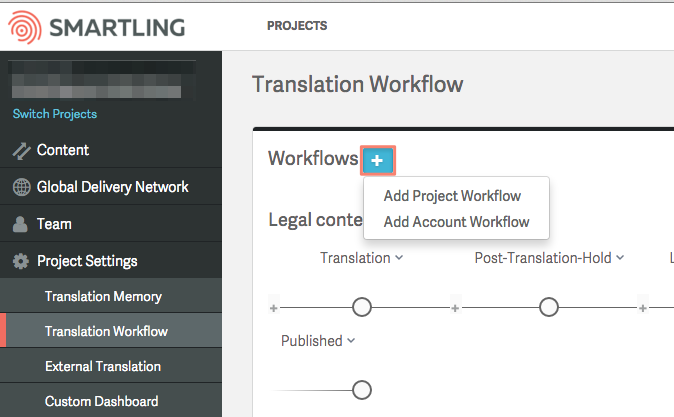 SMARTLING
PROJECTS
Switch Projects
Content
Global Delivery Network
Team
Project Settings
Translation Memory
Translation Workflow
External Translation
Custom Dashboard
Translation Workflow
Workflows +
Add Project Workflow
Add Account Workflow
Legal conte
Translation
Post-Translation-Hold
Published